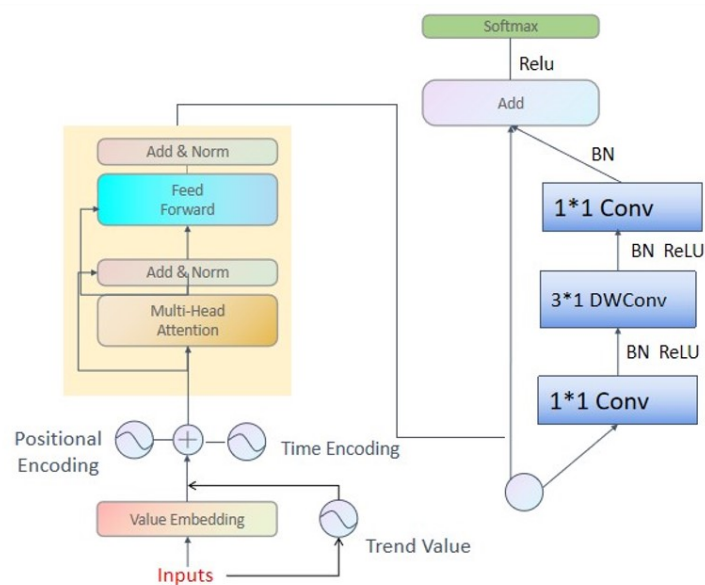 Softmax
Relu
Add
BN
1*1 Conv
BN ReLU
3*1 DWConv
BN ReLU
1*1 Conv
Add & Norm
Feed
Forward
Add & Norm
Multi-Head
Attention
Positional
Encoding
Time Encoding
Value Embedding
Trend Value
Inputs